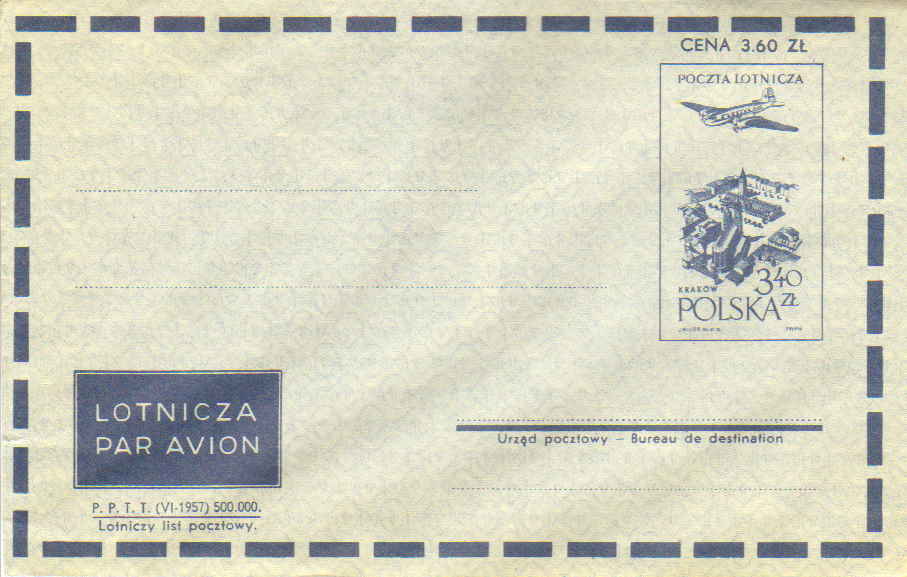 CENA 3.60 ZŁ
POCZTA LOTNICZA
3 40 ZŁ
KRAKÓW
POLSKA
LOTNICZA
PAR AVION
Urząd pocztowy – Bureau de destination
P. P. T. T. (VI-1957) 500.000.
Lotniczy list pocztowy.